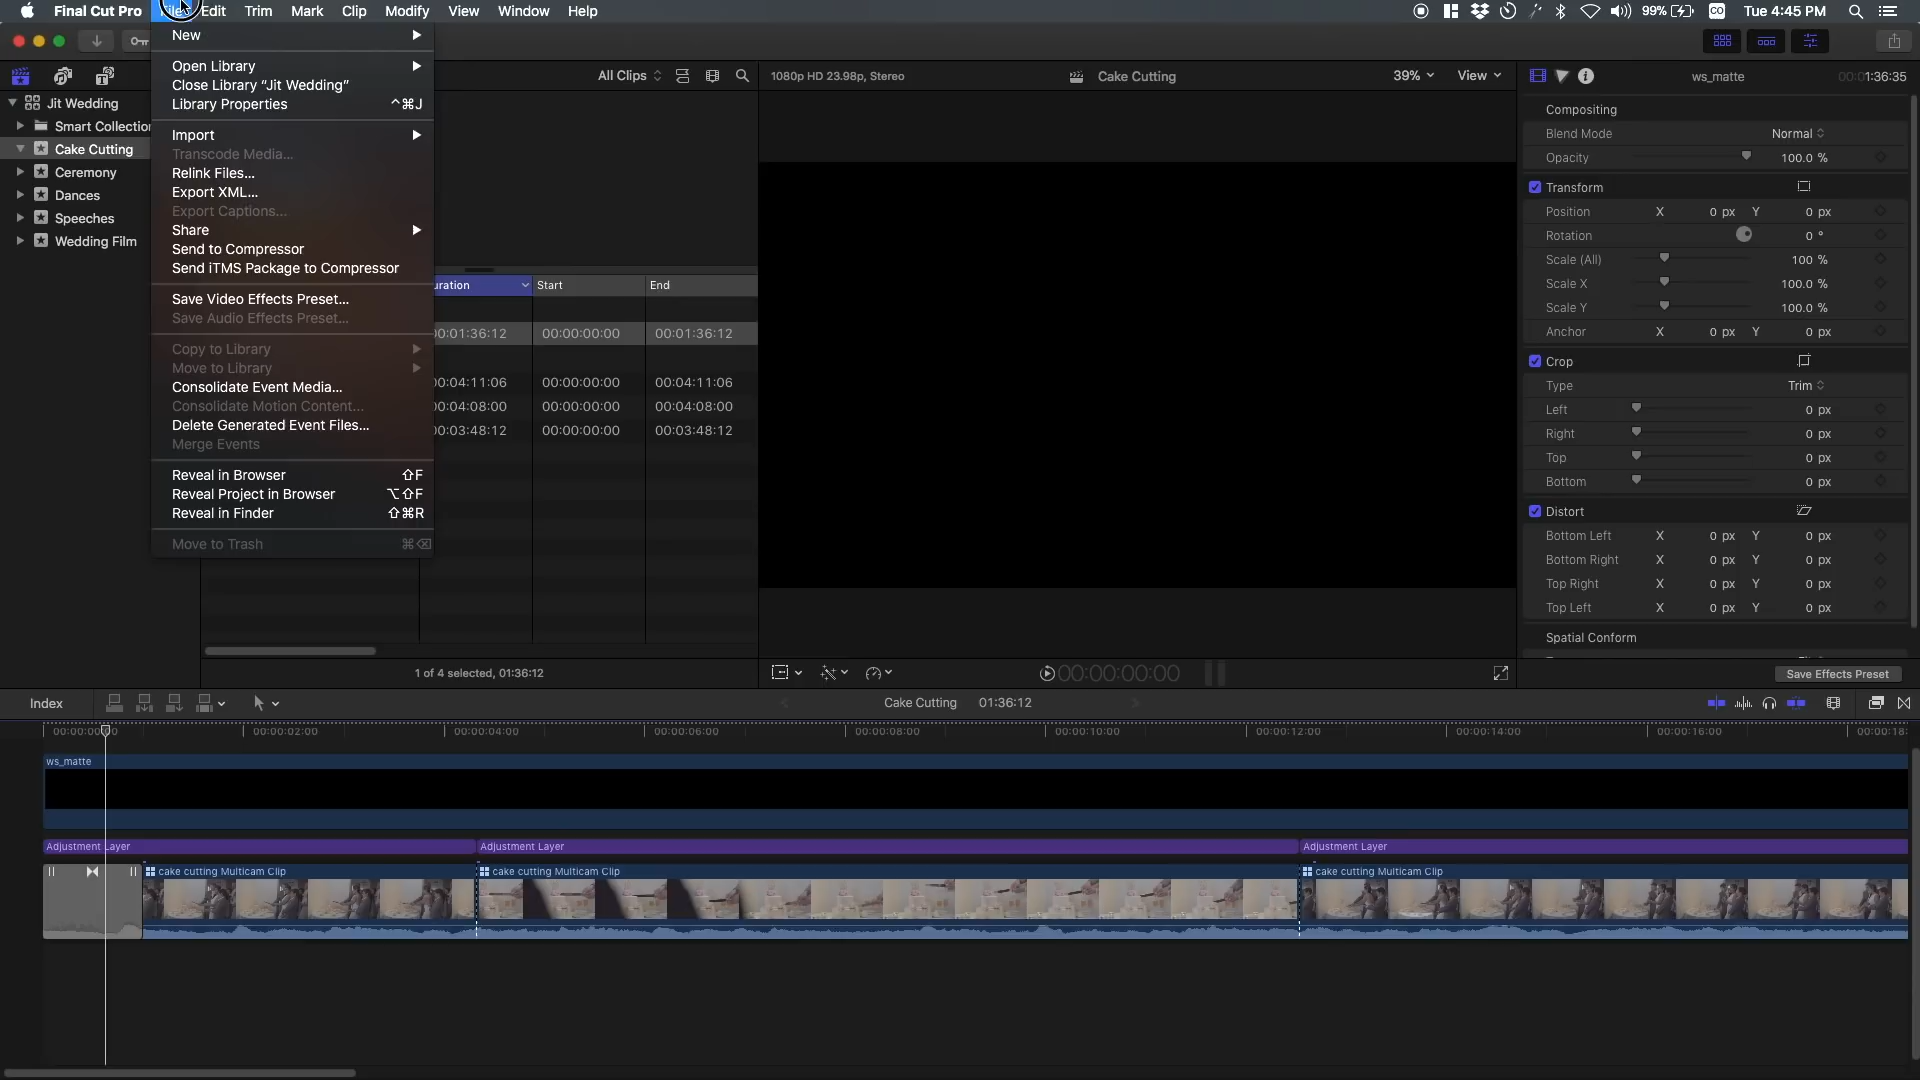 Final Cut Pro File Edit Trim Mark Clip Modify View Window Help 99% Tue 4:45 PM
New
Open Library
Close Library “Jit Wedding”
Library Properties ^⌘J
Import
Transcode Media...
Relink Files...
Export XML...
Export Captions...
Share
Send to Compressor
Send iTMS Package to Compressor
Save Video Effects Preset...
Save Audio Effects Preset...
Copy to Library
Move to Library
Consolidate Event Media...
Consolidate Motion Content...
Delete Generated Event Files...
Merge Events
Reveal in Browser ⇧F
Reveal Project in Browser ⌥⇧F
Reveal in Finder ⇧⌘R
Move to Trash ⌘⌫
Jit Wedding
Smart Collection
Cake Cutting
Ceremony
Dances
Speeches
Wedding Film
All Clips
uration Start End
00:01:36:12 00:00:00:00 00:01:36:12
00:04:11:06 00:00:00:00 00:04:11:06
00:04:08:00 00:00:00:00 00:04:08:00
00:03:48:12 00:00:00:00 00:03:48:12
1 of 4 selected, 01:36:12
1080p HD 23.98p, Stereo Cake Cutting 39% View
00:00:00:00
ws_matte 00:01:36:35
Compositing
Blend Mode Normal
Opacity 100.0 %
Transform
Position X 0 px Y 0 px
Rotation 0 °
Scale (All) 100 %
Scale X 100.0 %
Scale Y 100.0 %
Anchor X 0 px Y 0 px
Crop
Type Trim
Left 0 px
Right 0 px
Top 0 px
Bottom 0 px
Distort
Bottom Left X 0 px Y 0 px
Bottom Right X 0 px Y 0 px
Top Right X 0 px Y 0 px
Top Left X 0 px Y 0 px
Spatial Conform
Save Effects Preset
Index Cake Cutting 01:36:12
00:00:00:00 00:00:02:00 00:00:04:00 00:00:06:00 00:00:08:00 00:00:10:00 00:00:12:00 00:00:14:00 00:00:16:00 00:00:18:
ws_matte
Adjustment Layer Adjustment Layer Adjustment Layer
cake cutting Multicam Clip cake cutting Multicam Clip cake cutting Multicam Clip